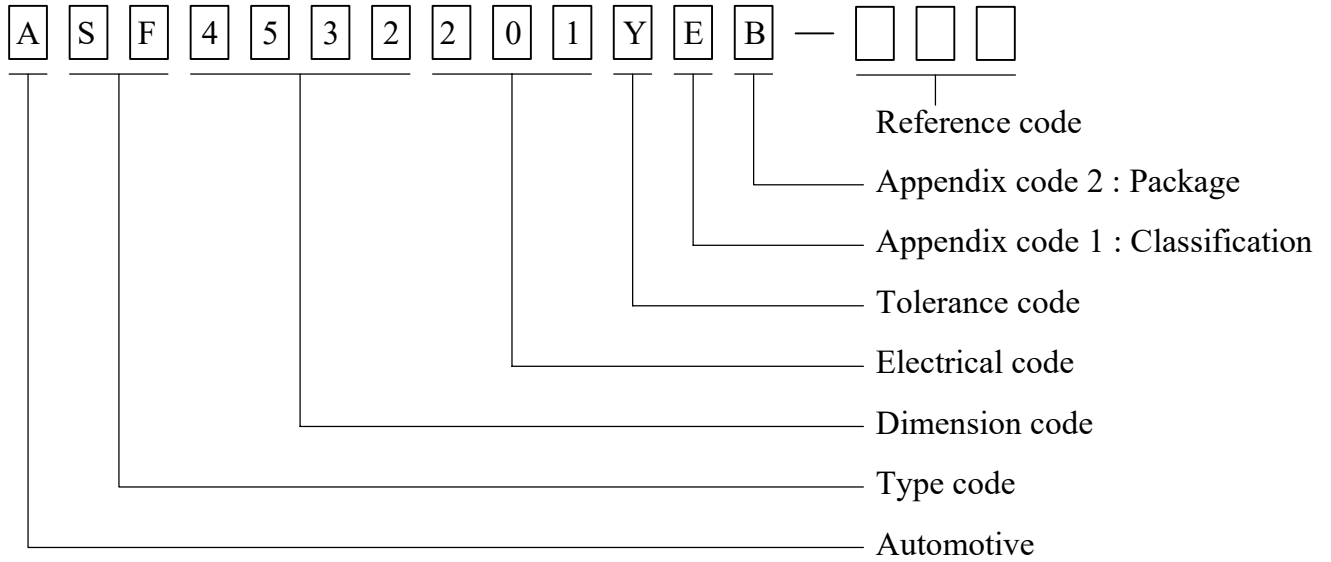 A S F 4 5 3 2 2 0 1 Y E B —
Reference code
Appendix code 2 : Package
Appendix code 1 : Classification
Tolerance code
Electrical code
Dimension code
Type code
Automotive